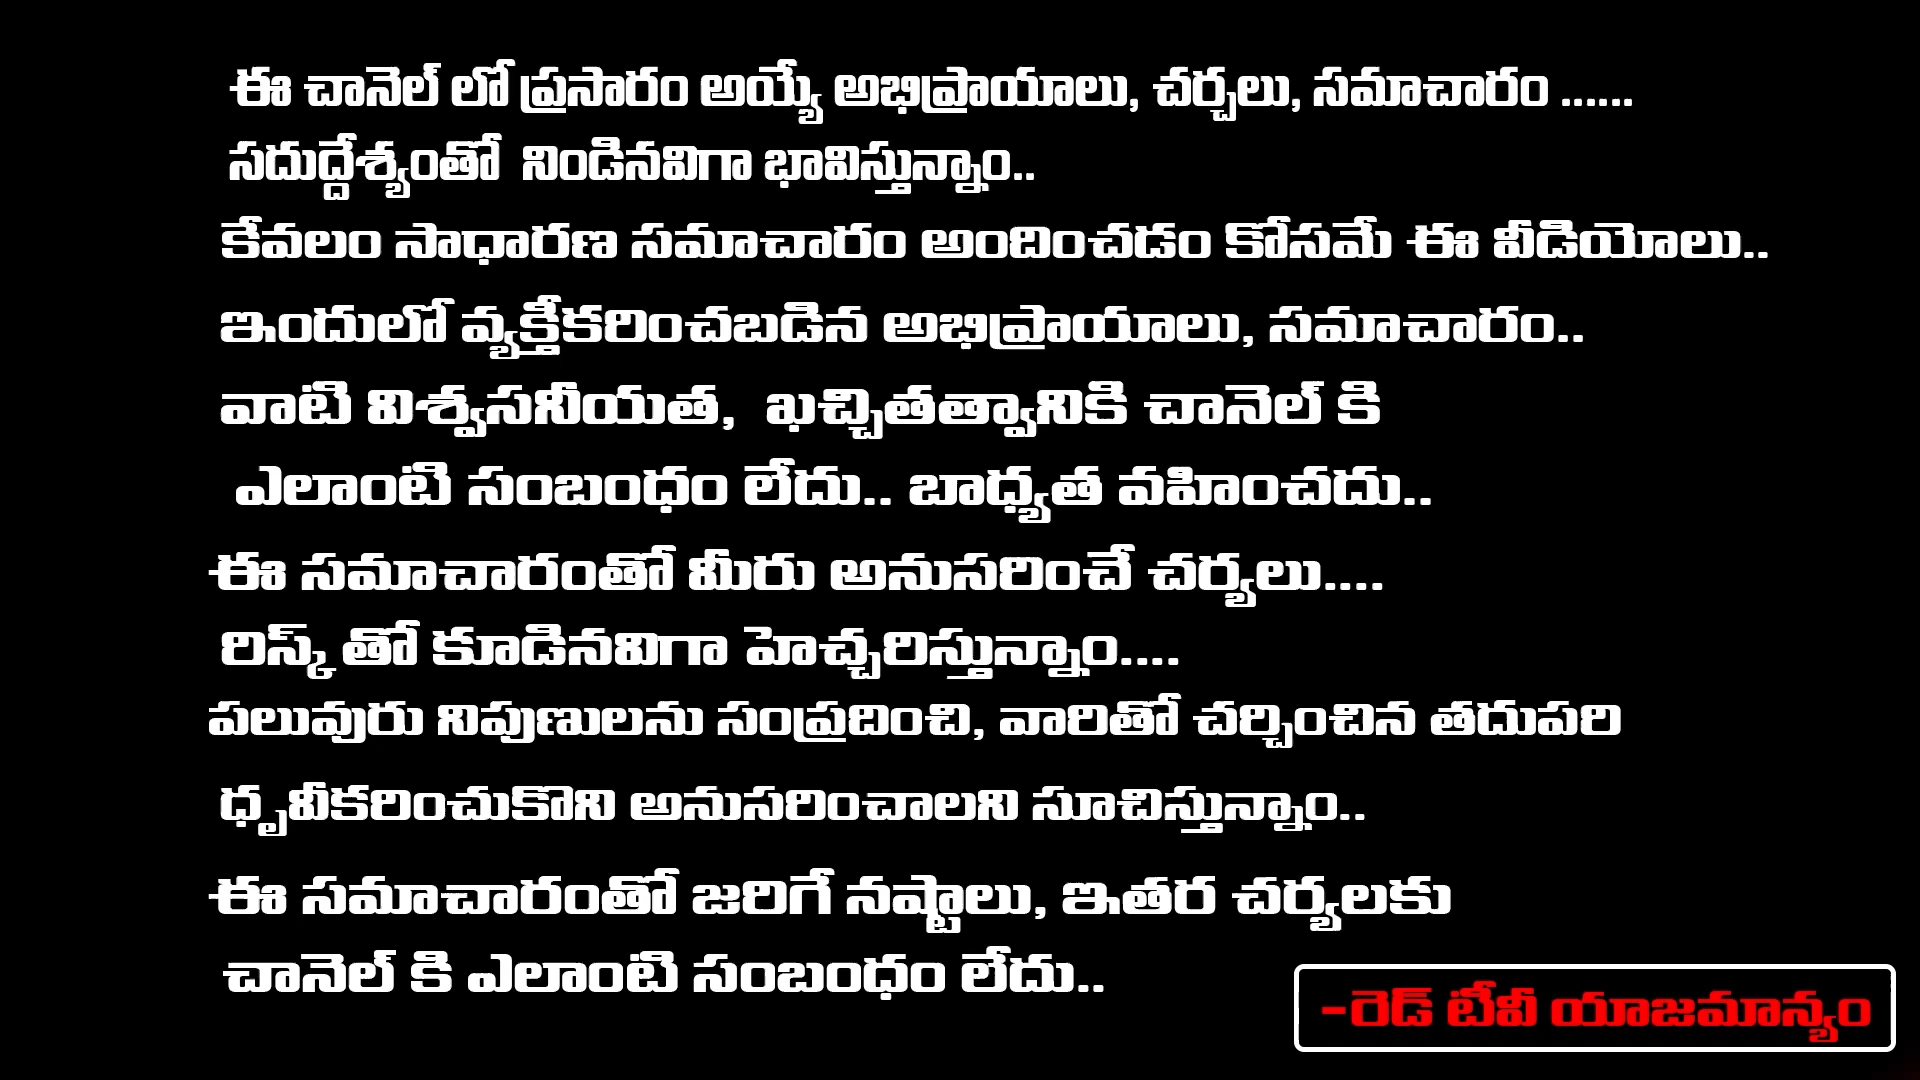 ఈ చానెల్ లో ప్రసారం అయ్యే అభిప్రాయాలు, చర్చలు, సమాచారం ......
సదుద్దేశ్యంతో నిండినవిగా భావిస్తున్నాం..
కేవలం సాధారణ సమాచారం అందించడం కోసమే ఈ వీడియోలు..
ఇందులో వ్యక్తీకరించబడిన అభిప్రాయాలు, సమాచారం..
వాటి విశ్వసనీయత, ఖచ్చితత్వానికి చానెల్ కి
ఎలాంటి సంబంధం లేదు.. బాధ్యత వహించదు..
ఈ సమాచారంతో మీరు అనుసరించే చర్యలు....
రిస్క్ తో కూడినవిగా హెచ్చరిస్తున్నాం....
పలువురు నిపుణులను సంప్రదించి, వారితో చర్చించిన తదుపరి
ధృవీకరించుకొని అనుసరించాలని సూచిస్తున్నాం..
ఈ సమాచారంతో జరిగే నష్టాలు, ఇతర చర్యలకు
చానెల్ కి ఎలాంటి సంబంధం లేదు..
-రెడ్ టీవీ యాజమాన్యం